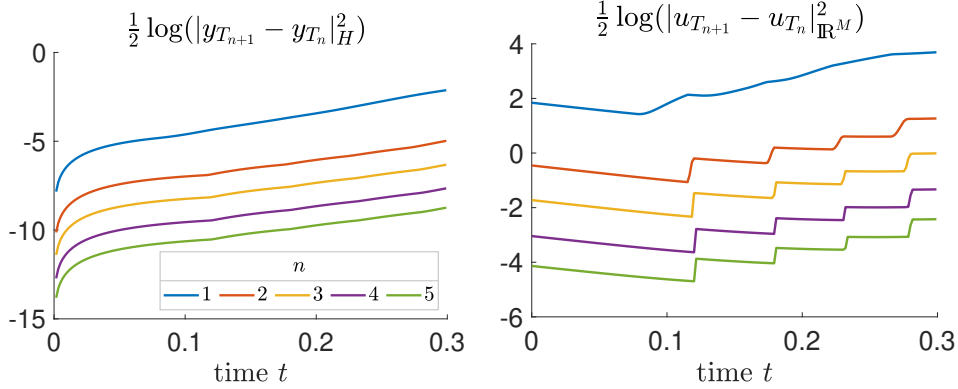 ½ log(|y_{T_{n+1}} − y_{T_n}|²_H)
0
-5
-10
-15
n
1 2 3 4 5
0 0.1 0.2 0.3
time t
½ log(|u_{T_{n+1}} − u_{T_n}|²_{ℝ^M})
4
2
0
-2
-4
-6
0 0.1 0.2 0.3
time t